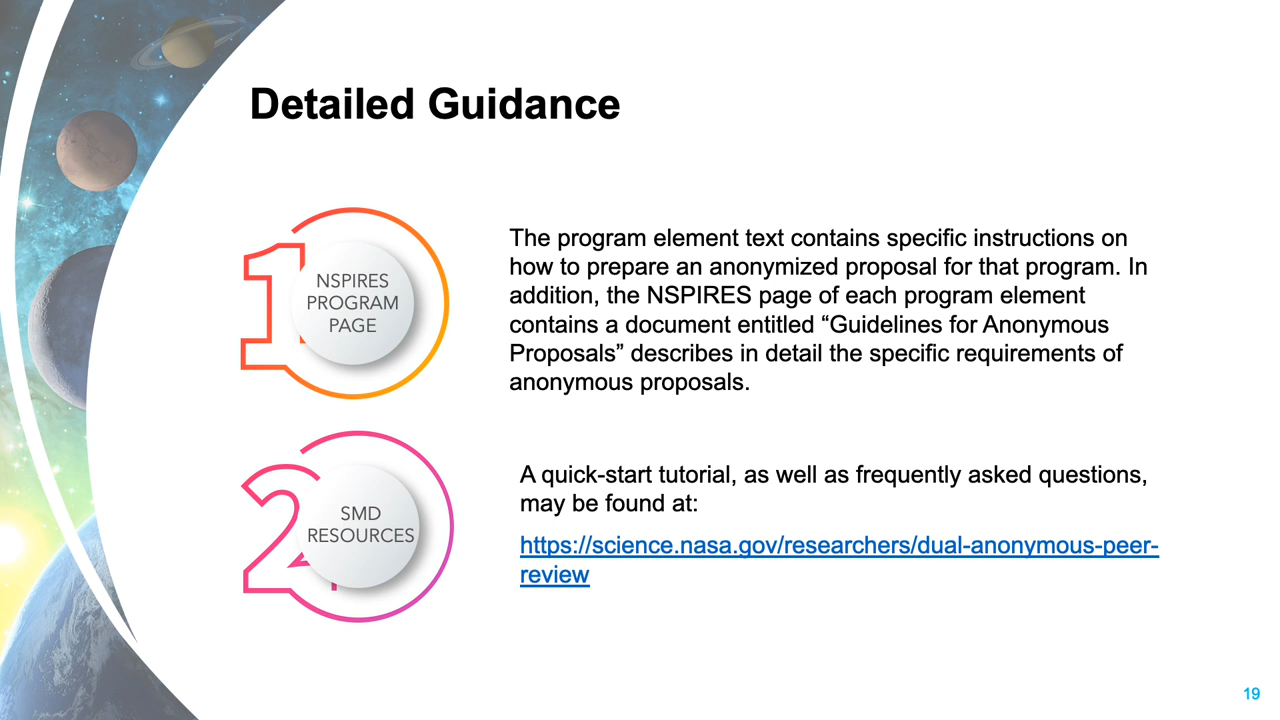 Detailed Guidance
1
NSPIRES
PROGRAM
PAGE
The program element text contains specific instructions on
how to prepare an anonymized proposal for that program. In
addition, the NSPIRES page of each program element
contains a document entitled “Guidelines for Anonymous
Proposals” describes in detail the specific requirements of
anonymous proposals.
2
SMD
RESOURCES
A quick-start tutorial, as well as frequently asked questions,
may be found at:
https://science.nasa.gov/researchers/dual-anonymous-peer-
review
19